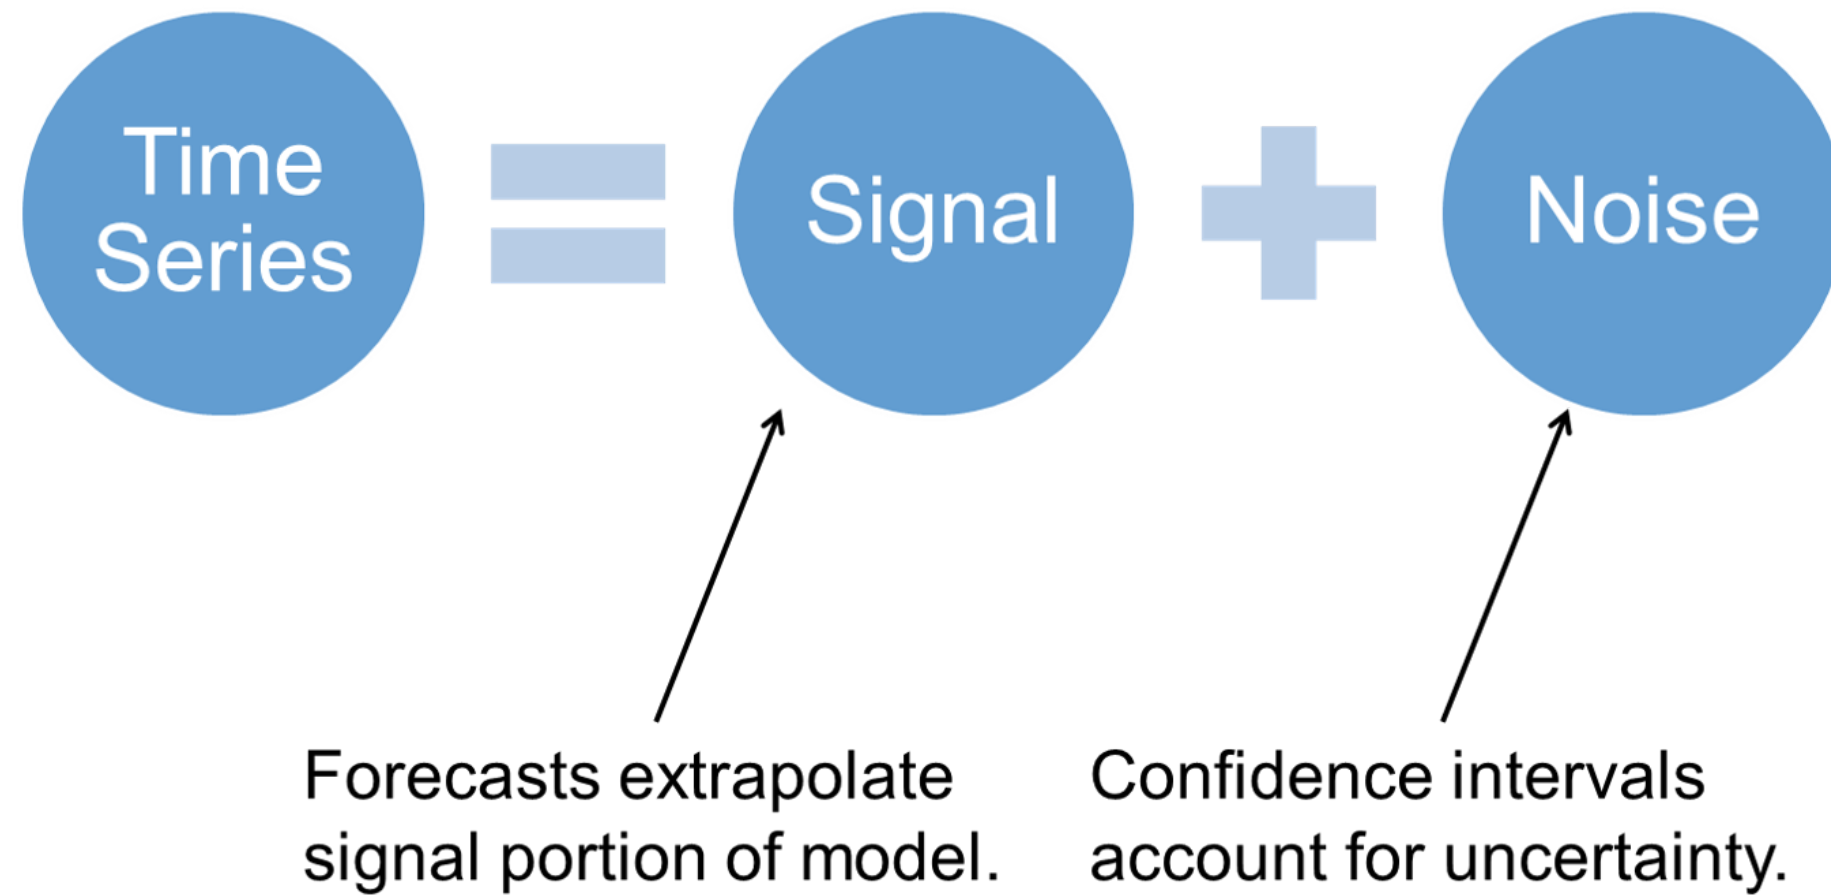 Time
Series
Signal
Noise
Forecasts extrapolate
signal portion of model.
Confidence intervals
account for uncertainty.